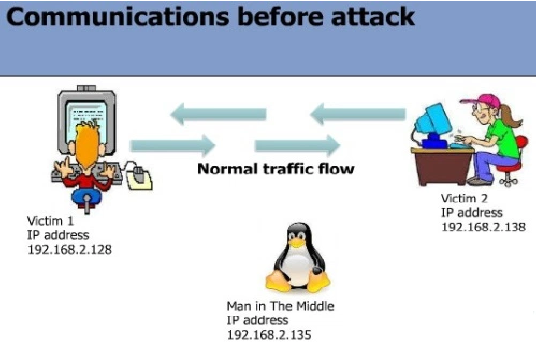 Communications before attack
Normal traffic flow
Victim 1
IP address
192.168.2.128
Victim 2
IP address
192.168.2.138
Man in The Middle
IP address
192.168.2.135